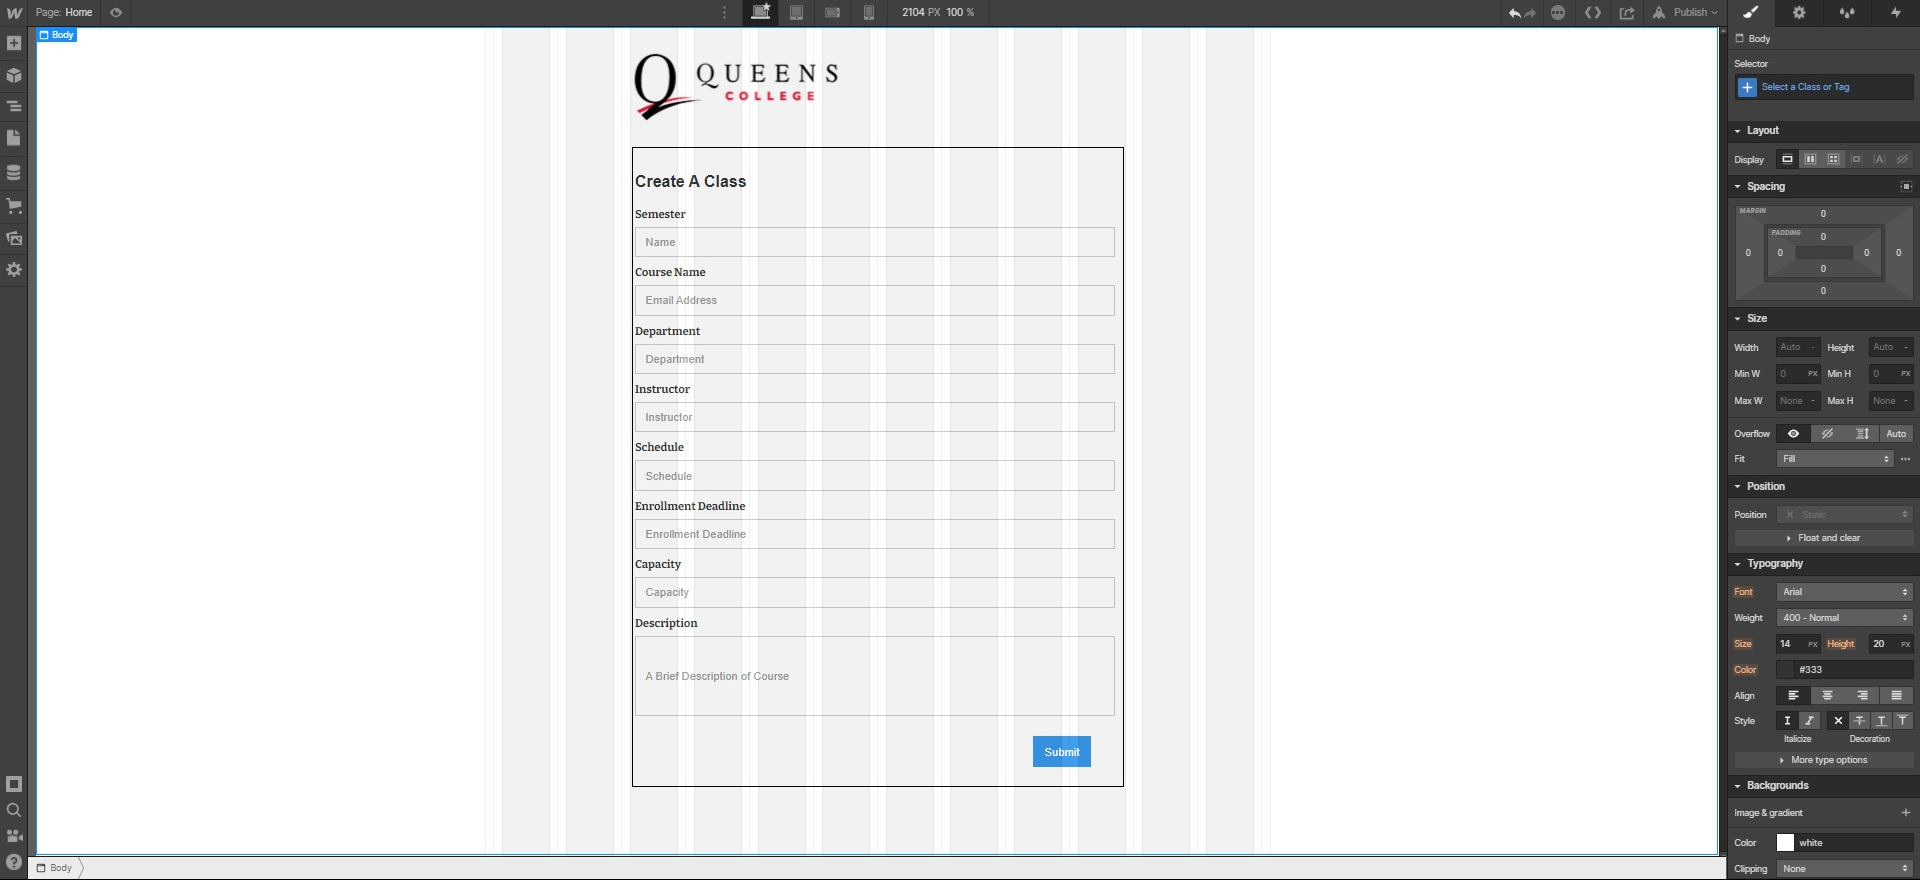 Page: Home
2104 PX 100 %
Publish
Body
QUEENS
COLLEGE
Create A Class
Semester
Name
Course Name
Email Address
Department
Department
Instructor
Instructor
Schedule
Schedule
Enrollment Deadline
Enrollment Deadline
Capacity
Capacity
Description
A Brief Description of Course
Submit
Body
Body
Selector
Select a Class or Tag
Layout
Display
Spacing
MARGIN
0
PADDING
0
0 0 0 0
0
0
Size
Width Auto - Height Auto -
Min W 0 PX Min H 0 PX
Max W None - Max H None -
Overflow Auto
Fit Fill
Position
Position Static
Float and clear
Typography
Font Arial
Weight 400 - Normal
Size 14 PX Height 20 PX
Color #333
Align
Style
Italicize Decoration
More type options
Backgrounds
Image & gradient
Color white
Clipping None